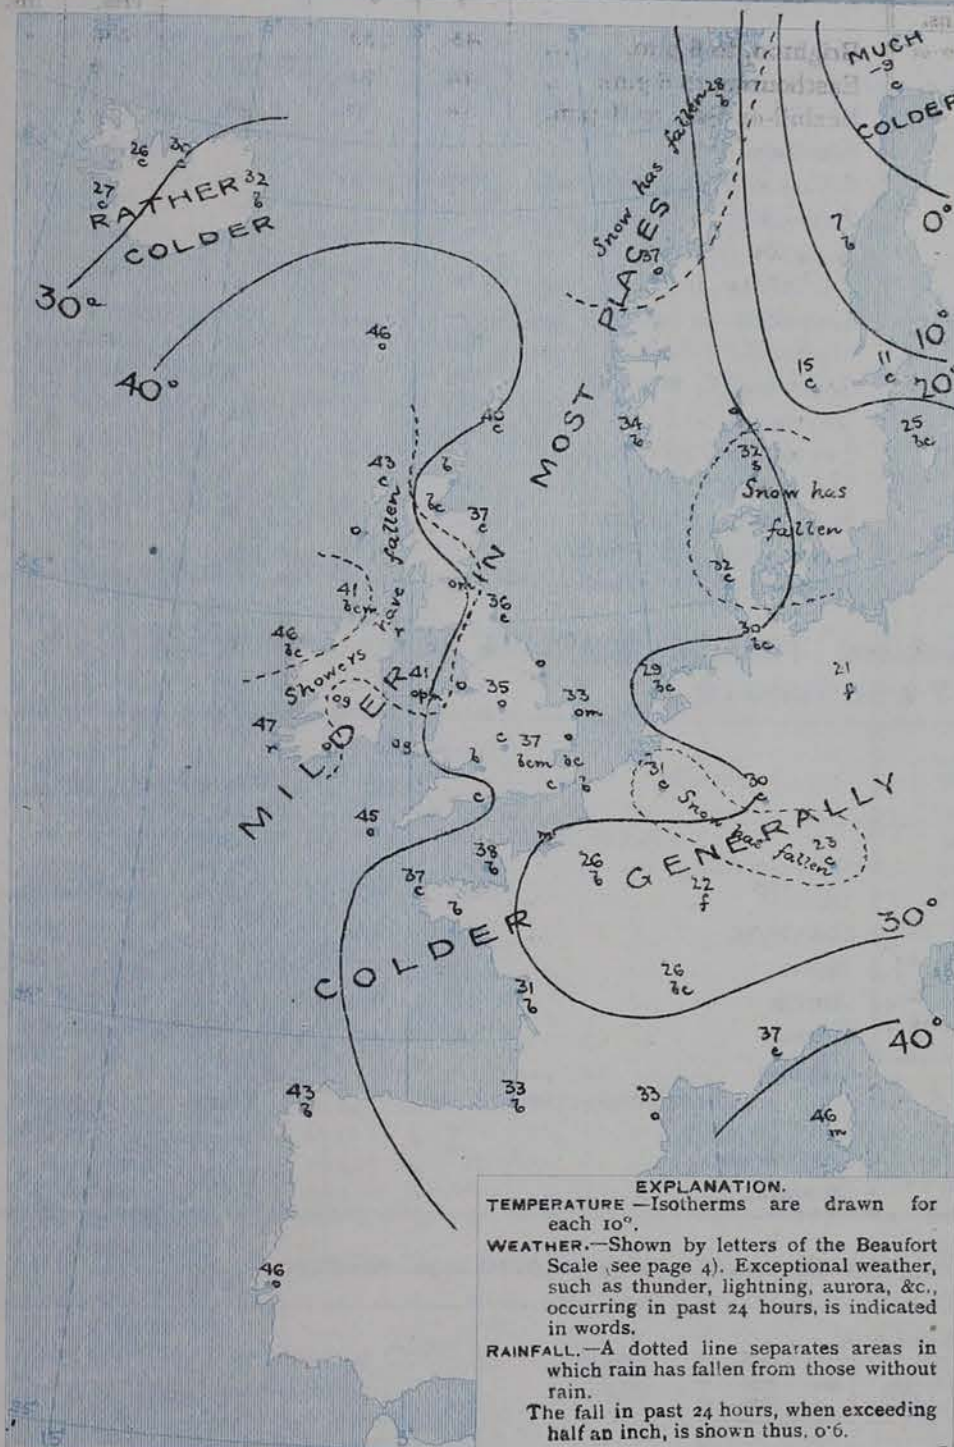 MUCH
-9
c
COLDER
0°
Snow has fallen
28
b
26
c
27
c
RATHER
32
b
COLDER
30°
7
b
PLACES
37
o
10°
46
o
40°
15
c
11
c
20°
MOST
40
c
34
b
25
bc
43
c
b
32
s
Snow has
fallen
bc
37
c
have fallen
o
IN
41
bcm
om
36
c
32
c
r
46
bc
30
bc
Showers
41
29
bc
21
f
35
o
33
om
og
47
r
MILDER
og
c
37
bcm
bc
b
c
b
31
c
30
c
Snow has fallen
c
45
o
m
GENERALLY
23
c
38
b
26
b
22
f
37
c
b
COLDER
30°
26
bc
31
b
37
c
40°
43
b
33
b
33
o
46
m
46
o
EXPLANATION.
TEMPERATURE —Isotherms are drawn for
each 10°.
WEATHER.—Shown by letters of the Beaufort
Scale (see page 4). Exceptional weather,
such as thunder, lightning, aurora, &c.,
occurring in past 24 hours, is indicated
in words.
RAINFALL.—A dotted line separates areas in
which rain has fallen from those without
rain.
The fall in past 24 hours, when exceeding
half an inch, is shown thus, 0·6.
35°
15°
5°